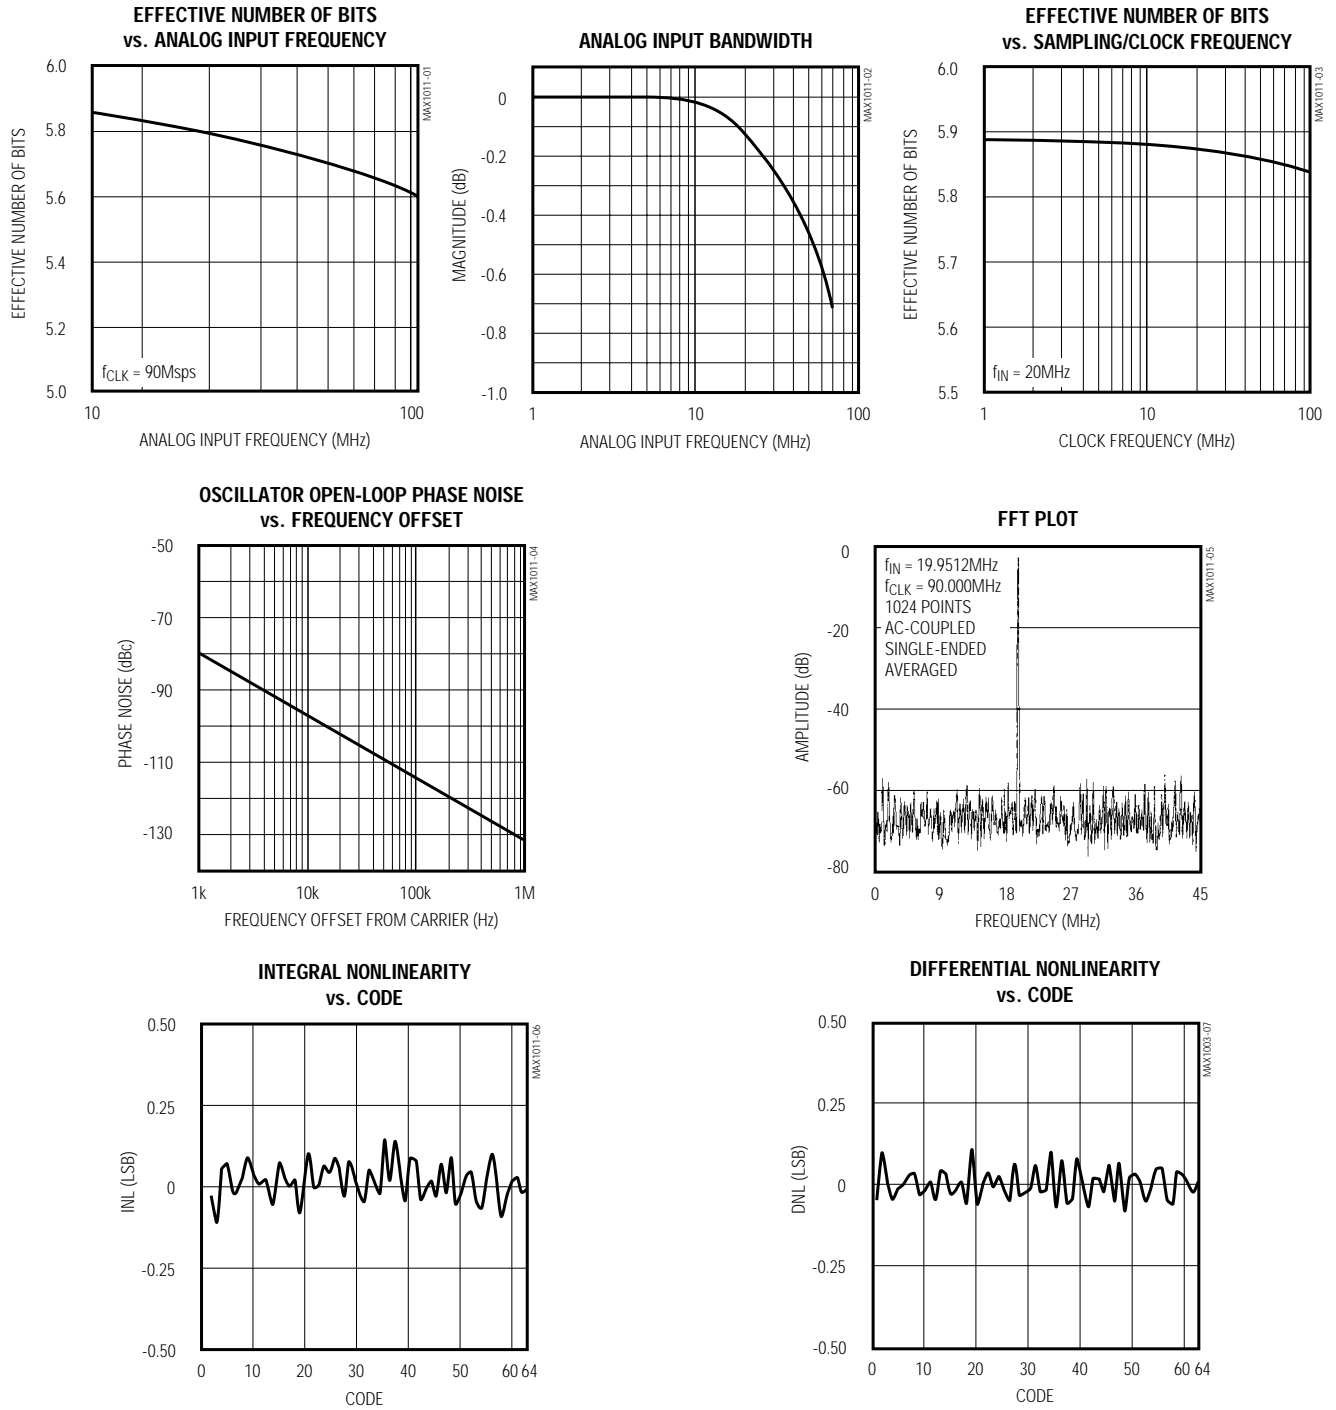 EFFECTIVE NUMBER OF BITS
vs. ANALOG INPUT FREQUENCY
MAX1011-01
EFFECTIVE NUMBER OF BITS
6.0
5.8
5.6
5.4
5.2
5.0
fCLK = 90Msps
10
100
ANALOG INPUT FREQUENCY (MHz)
ANALOG INPUT BANDWIDTH
MAX1011-02
MAGNITUDE (dB)
0
-0.2
-0.4
-0.6
-0.8
-1.0
1
10
100
ANALOG INPUT FREQUENCY (MHz)
EFFECTIVE NUMBER OF BITS
vs. SAMPLING/CLOCK FREQUENCY
MAX1011-03
EFFECTIVE NUMBER OF BITS
6.0
5.9
5.8
5.7
5.6
5.5
fIN = 20MHz
1
10
100
CLOCK FREQUENCY (MHz)
OSCILLATOR OPEN-LOOP PHASE NOISE
vs. FREQUENCY OFFSET
MAX1011-04
PHASE NOISE (dBc)
-50
-70
-90
-110
-130
1k
10k
100k
1M
FREQUENCY OFFSET FROM CARRIER (Hz)
FFT PLOT
MAX1011-05
AMPLITUDE (dB)
0
-20
-40
-60
-80
fIN = 19.9512MHz
fCLK = 90.000MHz
1024 POINTS
AC-COUPLED
SINGLE-ENDED
AVERAGED
0
9
18
27
36
45
FREQUENCY (MHz)
INTEGRAL NONLINEARITY
vs. CODE
MAX1011-06
INL (LSB)
0.50
0.25
0
-0.25
-0.50
0
10
20
30
40
50
60
64
CODE
DIFFERENTIAL NONLINEARITY
vs. CODE
MAX1003-07
DNL (LSB)
0.50
0.25
0
-0.25
-0.50
0
10
20
30
40
50
60
64
CODE